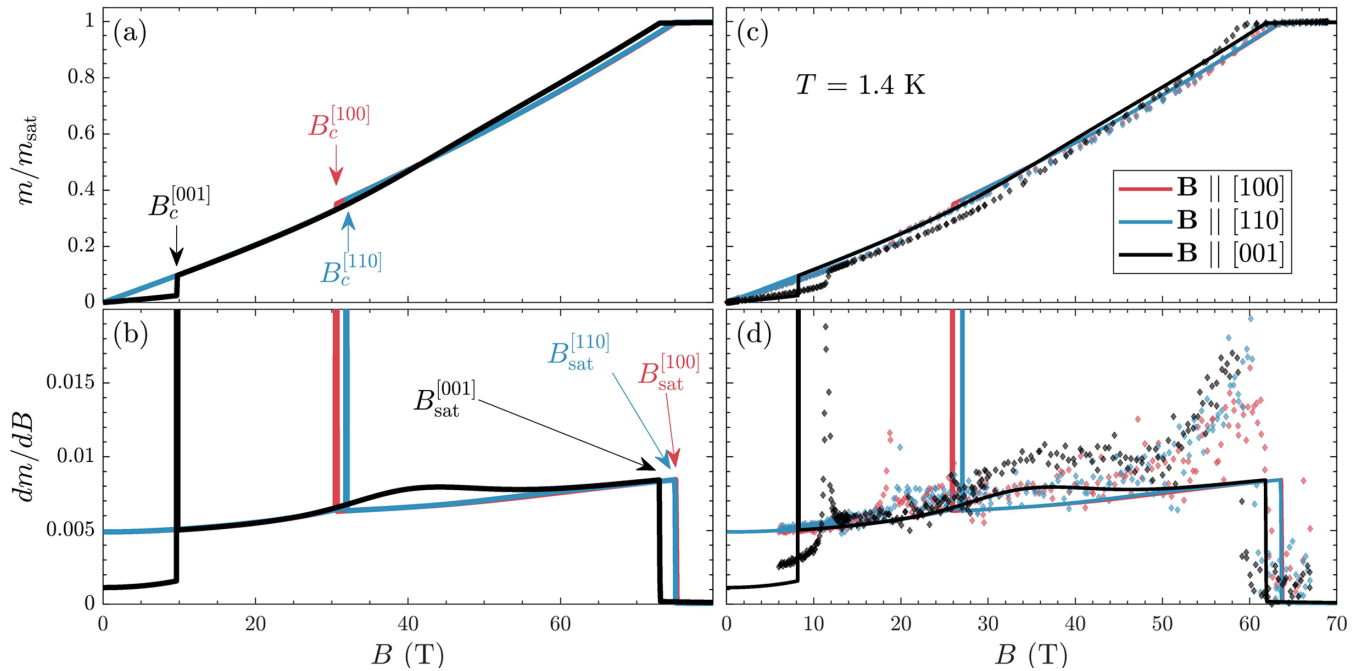 (a)
1
0.8
0.6
0.4
0.2
0
m/m_sat
B_c^[100]
B_c^[001]
B_c^[110]
(c)
T = 1.4 K
B || [100]
B || [110]
B || [001]
(b)
0.015
0.01
0.005
0
dm/dB
B_sat^[110]
B_sat^[100]
B_sat^[001]
0 20 40 60
B (T)
(d)
0 10 20 30 40 50 60 70
B (T)